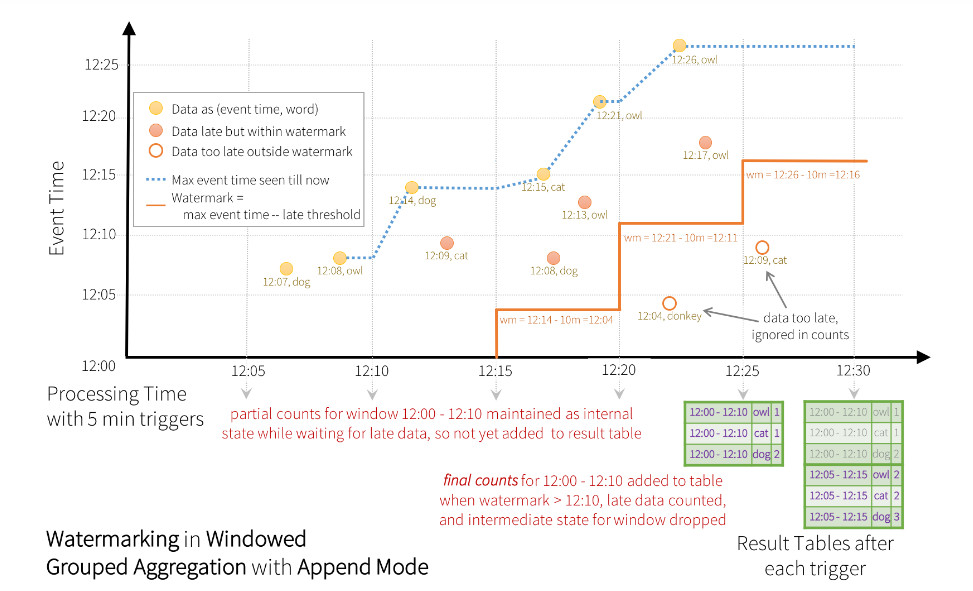 12:25
12:20
12:15
12:10
12:05
12:00
Event Time
Data as (event time, word)
Data late but within watermark
Data too late outside watermark
Max event time seen till now
Watermark =
max event time -- late threshold
12:07, dog
12:08, owl
12:14, dog
12:09, cat
12:15, cat
12:08, dog
12:13, owl
12:21, owl
12:26, owl
12:17, owl
12:04, donkey
12:09, cat
wm = 12:14 - 10m =12:04
wm = 12:21 - 10m =12:11
wm = 12:26 - 10m =12:16
data too late,
ignored in counts
12:05
12:10
12:15
12:20
12:25
12:30
Processing Time
with 5 min triggers
partial counts for window 12:00 - 12:10 maintained as internal
state while waiting for late data, so not yet added to result table
final counts for 12:00 - 12:10 added to table
when watermark > 12:10, late data counted,
and intermediate state for window dropped
12:00 - 12:10 owl 1
12:00 - 12:10 cat 1
12:00 - 12:10 dog 2
12:00 - 12:10 owl 1
12:00 - 12:10 cat 1
12:00 - 12:10 dog 2
12:05 - 12:15 owl 2
12:05 - 12:15 cat 2
12:05 - 12:15 dog 3
Result Tables after
each trigger
Watermarking in Windowed
Grouped Aggregation with Append Mode